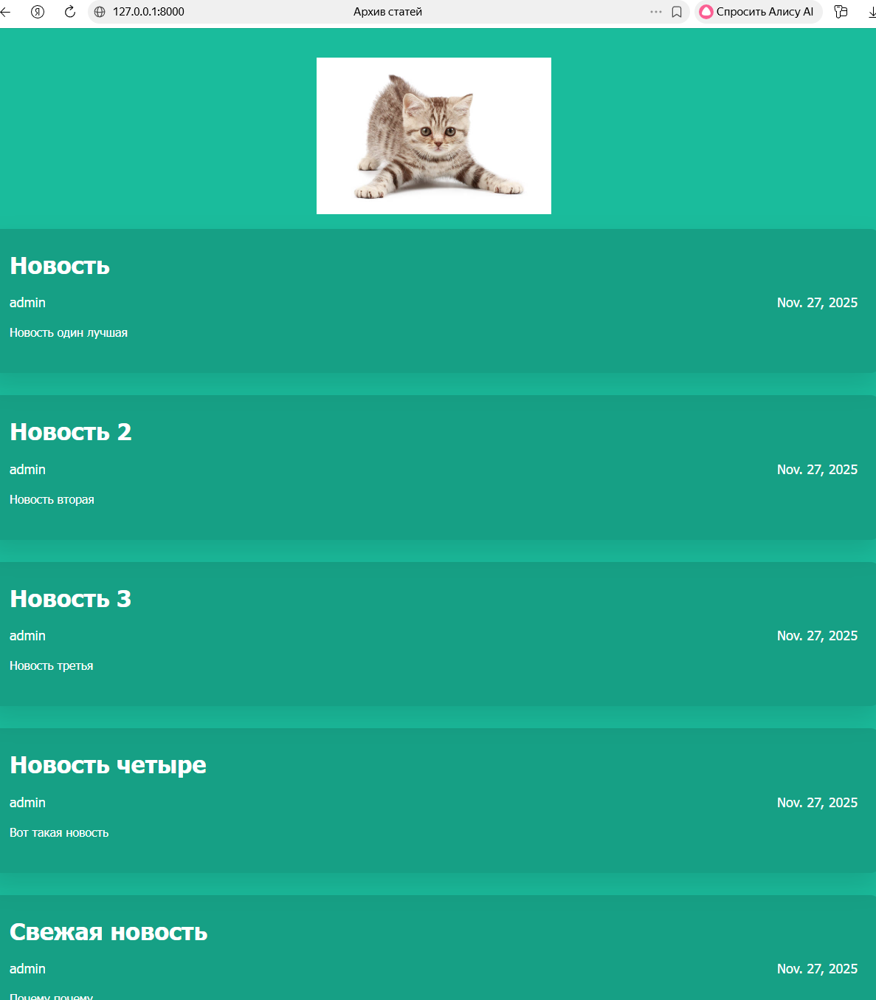 127.0.0.1:8000 Архив статей Спросить Алису AI
Новость
admin Nov. 27, 2025
Новость один лучшая
Новость 2
admin Nov. 27, 2025
Новость вторая
Новость 3
admin Nov. 27, 2025
Новость третья
Новость четыре
admin Nov. 27, 2025
Вот такая новость
Свежая новость
admin Nov. 27, 2025
Почему почему